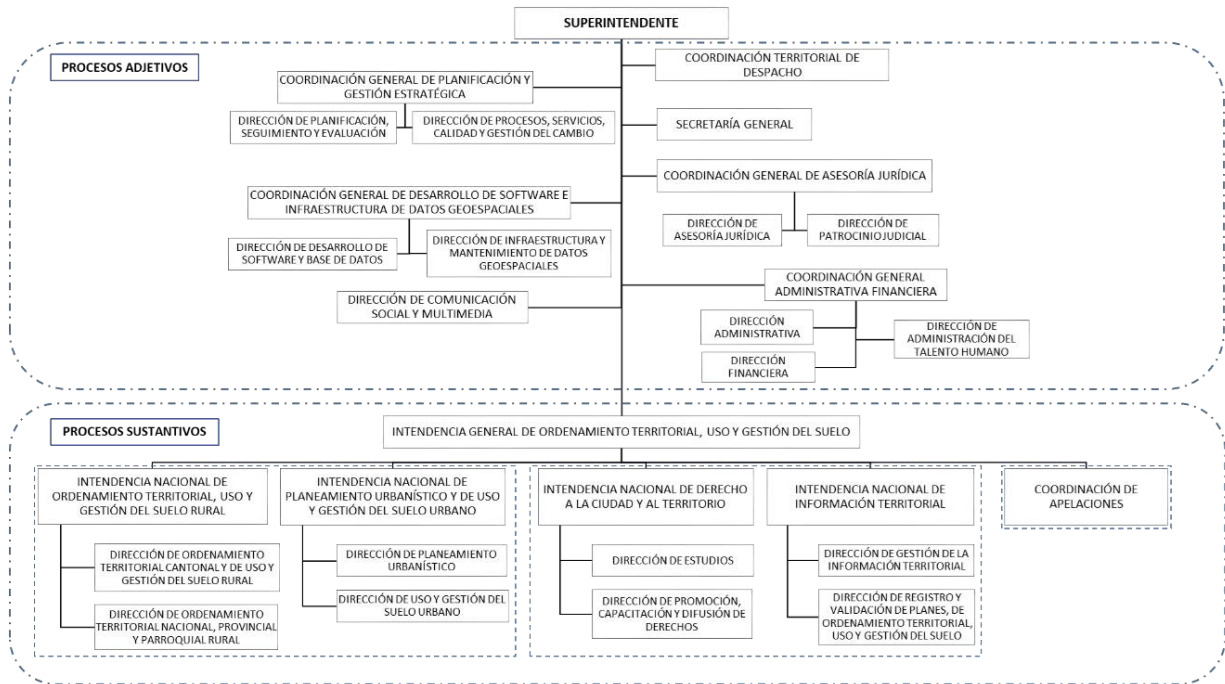 SUPERINTENDENTE
PROCESOS ADJETIVOS
COORDINACIÓN TERRITORIAL DE
DESPACHO
COORDINACIÓN GENERAL DE PLANIFICACIÓN Y
GESTIÓN ESTRATÉGICA
DIRECCIÓN DE PLANIFICACIÓN,
SEGUIMIENTO Y EVALUACIÓN
DIRECCIÓN DE PROCESOS, SERVICIOS,
CALIDAD Y GESTIÓN DEL CAMBIO
SECRETARÍA GENERAL
COORDINACIÓN GENERAL DE ASESORÍA JURÍDICA
COORDINACIÓN GENERAL DE DESARROLLO DE SOFTWARE E
INFRAESTRUCTURA DE DATOS GEOESPACIALES
DIRECCIÓN DE
ASESORÍA JURÍDICA
DIRECCIÓN DE
PATROCINIO JUDICIAL
DIRECCIÓN DE DESARROLLO DE
SOFTWARE Y BASE DE DATOS
DIRECCIÓN DE INFRAESTRUCTURA Y
MANTENIMIENTO DE DATOS
GEOESPACIALES
COORDINACIÓN GENERAL
ADMINISTRATIVA FINANCIERA
DIRECCIÓN DE COMUNICACIÓN
SOCIAL Y MULTIMEDIA
DIRECCIÓN
ADMINISTRATIVA
DIRECCIÓN DE
ADMINISTRACIÓN DEL
TALENTO HUMANO
DIRECCIÓN
FINANCIERA
PROCESOS SUSTANTIVOS
INTENDENCIA GENERAL DE ORDENAMIENTO TERRITORIAL, USO Y GESTIÓN DEL SUELO
INTENDENCIA NACIONAL DE
ORDENAMIENTO TERRITORIAL, USO Y
GESTIÓN DEL SUELO RURAL
DIRECCIÓN DE ORDENAMIENTO
TERRITORIAL CANTONAL Y DE USO Y
GESTIÓN DEL SUELO RURAL
DIRECCIÓN DE ORDENAMIENTO
TERRITORIAL NACIONAL, PROVINCIAL
Y PARROQUIAL RURAL
INTENDENCIA NACIONAL DE
PLANEAMIENTO URBANÍSTICO Y DE USO
Y GESTIÓN DEL SUELO URBANO
DIRECCIÓN DE PLANEAMIENTO
URBANÍSTICO
DIRECCIÓN DE USO Y GESTIÓN DEL
SUELO URBANO
INTENDENCIA NACIONAL DE DERECHO
A LA CIUDAD Y AL TERRITORIO
DIRECCIÓN DE ESTUDIOS
DIRECCIÓN DE PROMOCIÓN,
CAPACITACIÓN Y DIFUSIÓN DE
DERECHOS
INTENDENCIA NACIONAL DE
INFORMACIÓN TERRITORIAL
DIRECCIÓN DE GESTIÓN DE LA
INFORMACIÓN TERRITORIAL
DIRECCIÓN DE REGISTRO Y
VALIDACIÓN DE PLANES, DE
ORDENAMIENTO TERRITORIAL,
USO Y GESTIÓN DEL SUELO
COORDINACIÓN DE
APELACIONES